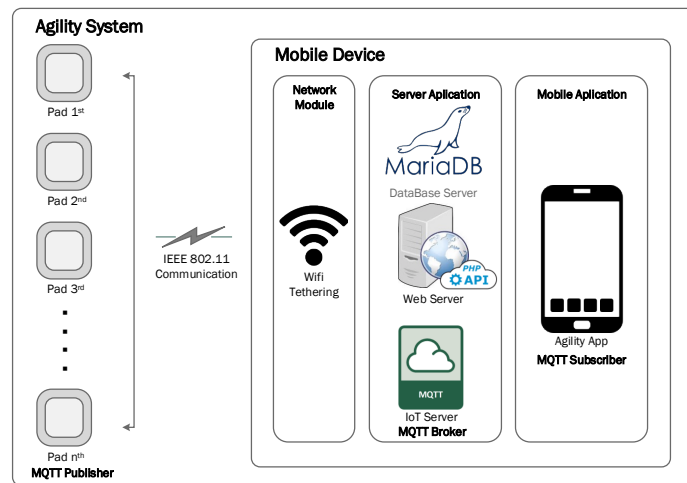 Agility System
Pad 1st
Pad 2nd
Pad 3rd
Pad nth
MQTT Publisher
IEEE 802.11
Communication
Mobile Device
Network
Module
Wifi
Tethering
Server Aplication
MariaDB
DataBase Server
PHP
API
Web Server
MQTT
IoT Server
MQTT Broker
Mobile Aplication
Agility App
MQTT Subscriber